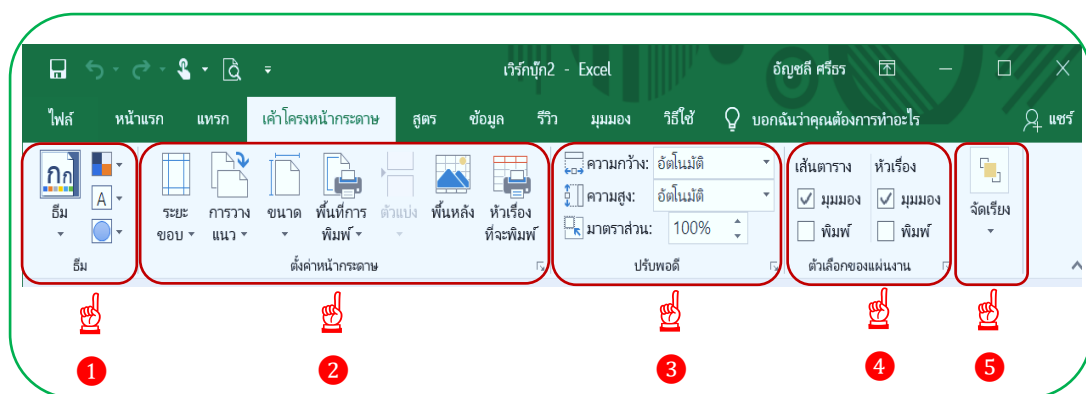 เวิร์กบุ๊ก2 - Excel
อัญชลี ศรีธร
ไฟล์ หน้าแรก แทรก เค้าโครงหน้ากระดาษ สูตร ข้อมูล รีวิว มุมมอง วิธีใช้ บอกฉันว่าคุณต้องการทำอะไร แชร์
กก
A
ธีม
ระยะ
ขอบ
การวาง
แนว
ขนาด
พื้นที่การ
พิมพ์
ตัวแบ่ง
พื้นหลัง
หัวเรื่อง
ที่จะพิมพ์
ความกว้าง: อัตโนมัติ
ความสูง: อัตโนมัติ
มาตราส่วน: 100%
เส้นตาราง หัวเรื่อง
มุมมอง มุมมอง
พิมพ์ พิมพ์
จัดเรียง
ธีม ตั้งค่าหน้ากระดาษ ปรับพอดี ตัวเลือกของแผ่นงาน
1 2 3 4 5